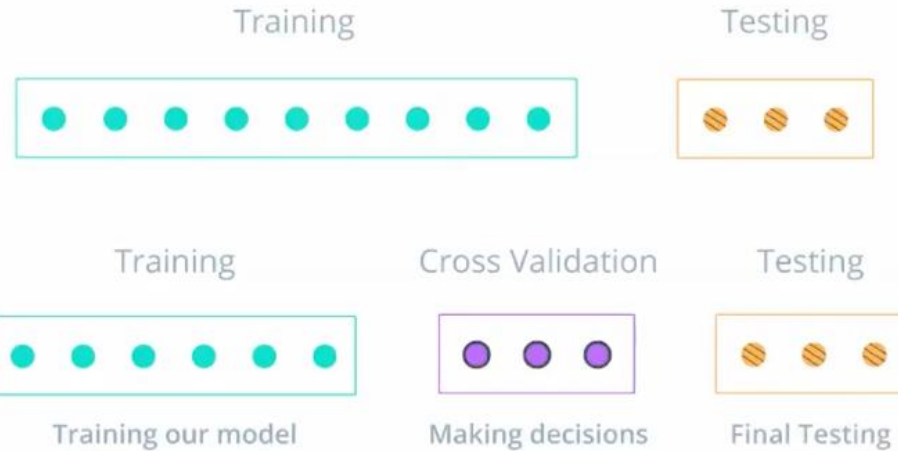 Training
Testing
Training
Cross Validation
Testing
Training our model
Making decisions
Final Testing